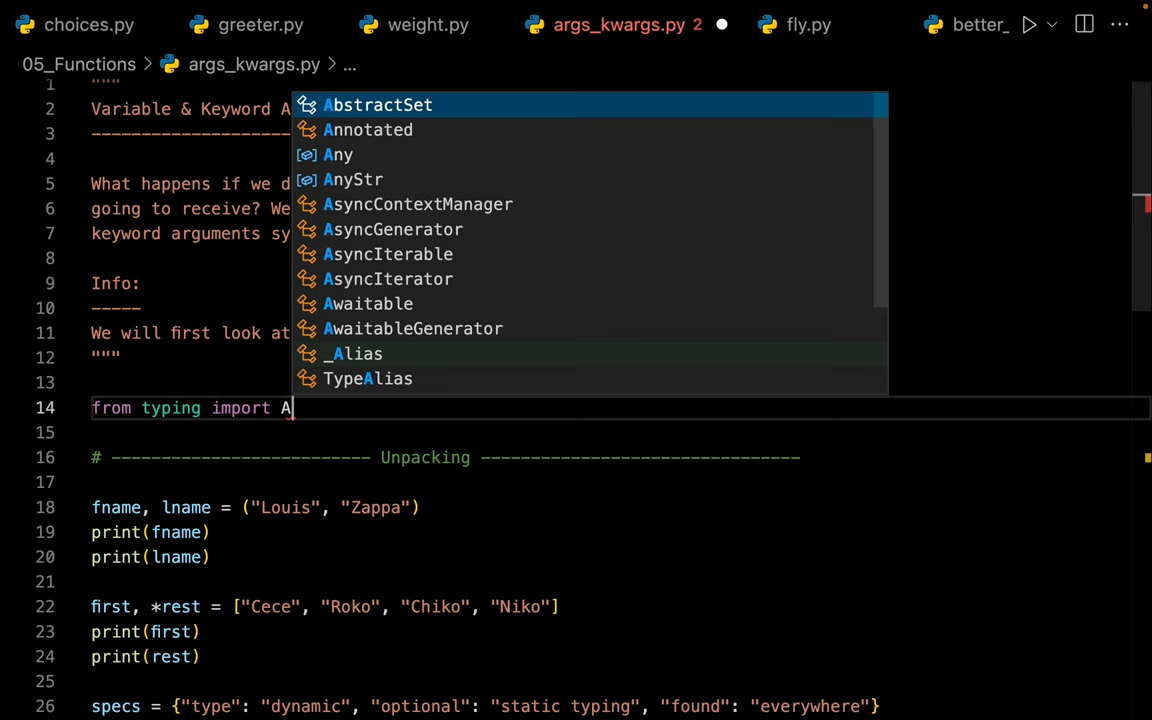 choices.py greeter.py weight.py args_kwargs.py 2 fly.py better_
05_Functions > args_kwargs.py > ...
1 """
2 Variable & Keyword A
3 --------------------
4
5 What happens if we d
6 going to receive? We
7 keyword arguments sy
8
9 Info:
10 -----
11 We will first look at
12 """
13
14 from typing import A
15
16 # -------------------------- Unpacking --------------------------------
17
18 fname, lname = ("Louis", "Zappa")
19 print(fname)
20 print(lname)
21
22 first, *rest = ["Cece", "Roko", "Chiko", "Niko"]
23 print(first)
24 print(rest)
25
26 specs = {"type": "dynamic", "optional": "static typing", "found": "everywhere"}
AbstractSet
Annotated
Any
AnyStr
AsyncContextManager
AsyncGenerator
AsyncIterable
AsyncIterator
Awaitable
AwaitableGenerator
_Alias
TypeAlias